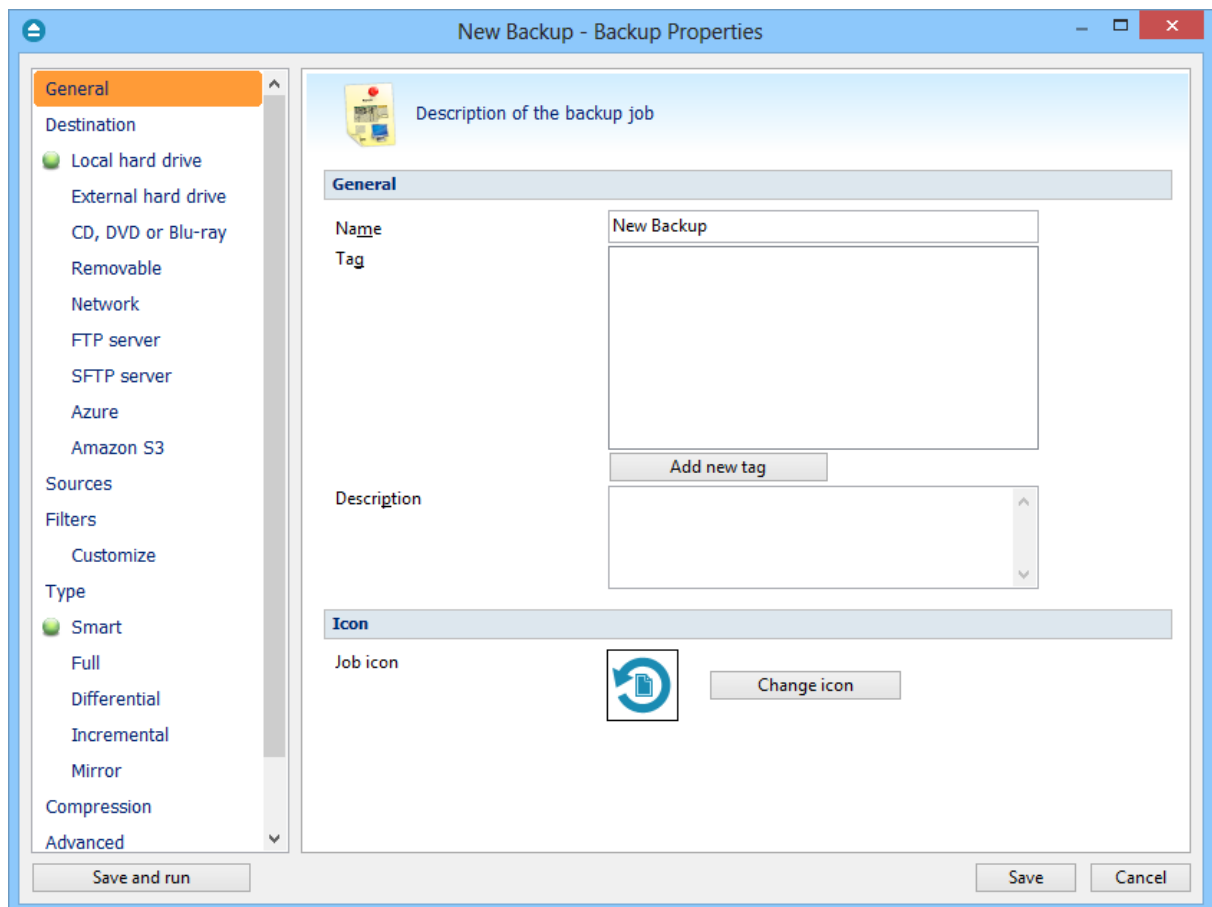 New Backup - Backup Properties
General
Destination
Local hard drive
External hard drive
CD, DVD or Blu-ray
Removable
Network
FTP server
SFTP server
Azure
Amazon S3
Sources
Filters
Customize
Type
Smart
Full
Differential
Incremental
Mirror
Compression
Advanced
Description of the backup job
General
Name
New Backup
Tag
Add new tag
Description
Icon
Job icon
Change icon
Save and run
Save
Cancel